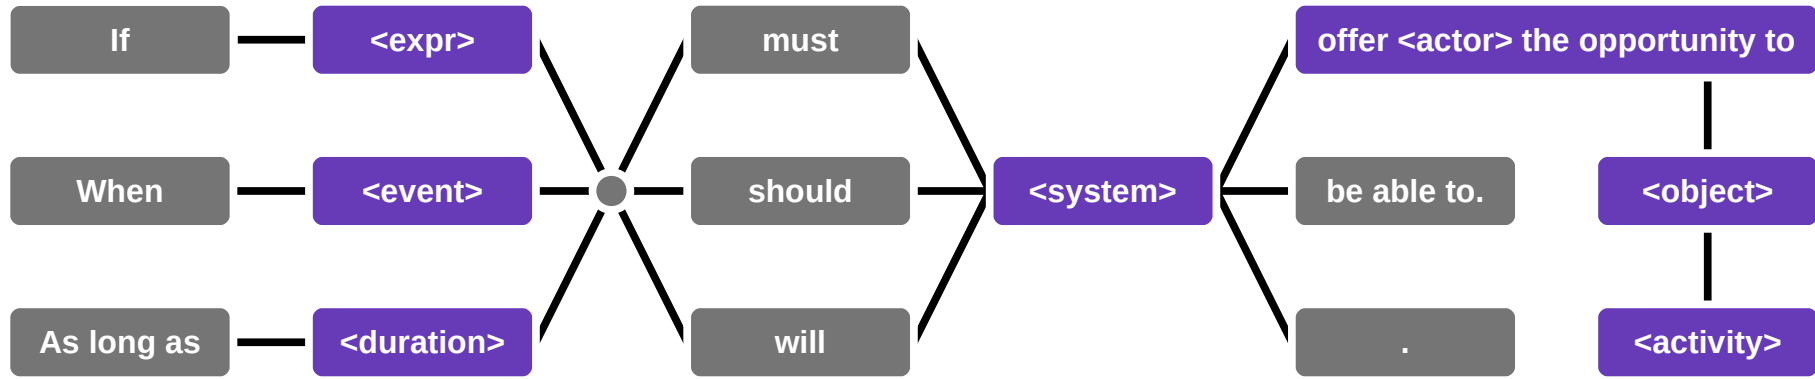 If
<expr>
must
offer <actor> the opportunity to
When
<event>
should
<system>
be able to.
<object>
As long as
<duration>
will
.
<activity>